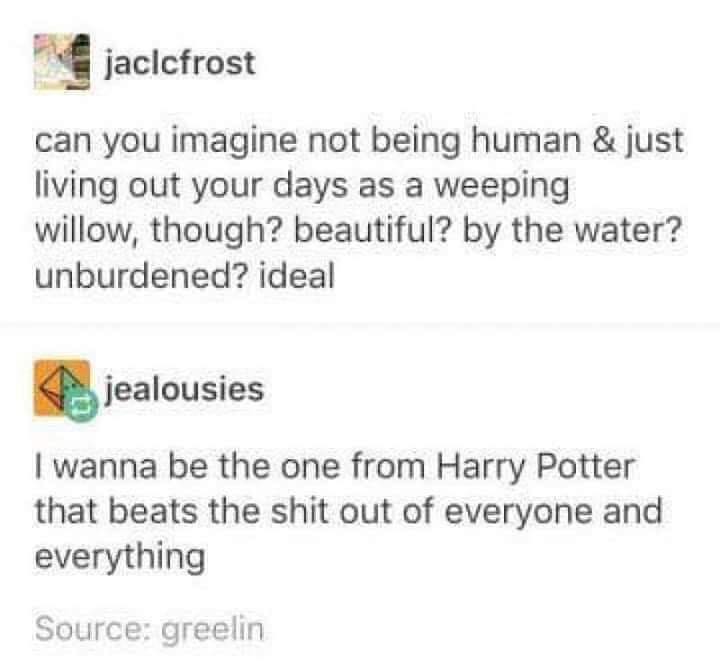 jaclcfrost
can you imagine not being human & just
living out your days as a weeping
willow, though? beautiful? by the water?
unburdened? ideal
jealousies
I wanna be the one from Harry Potter
that beats the shit out of everyone and
everything
Source: greelin